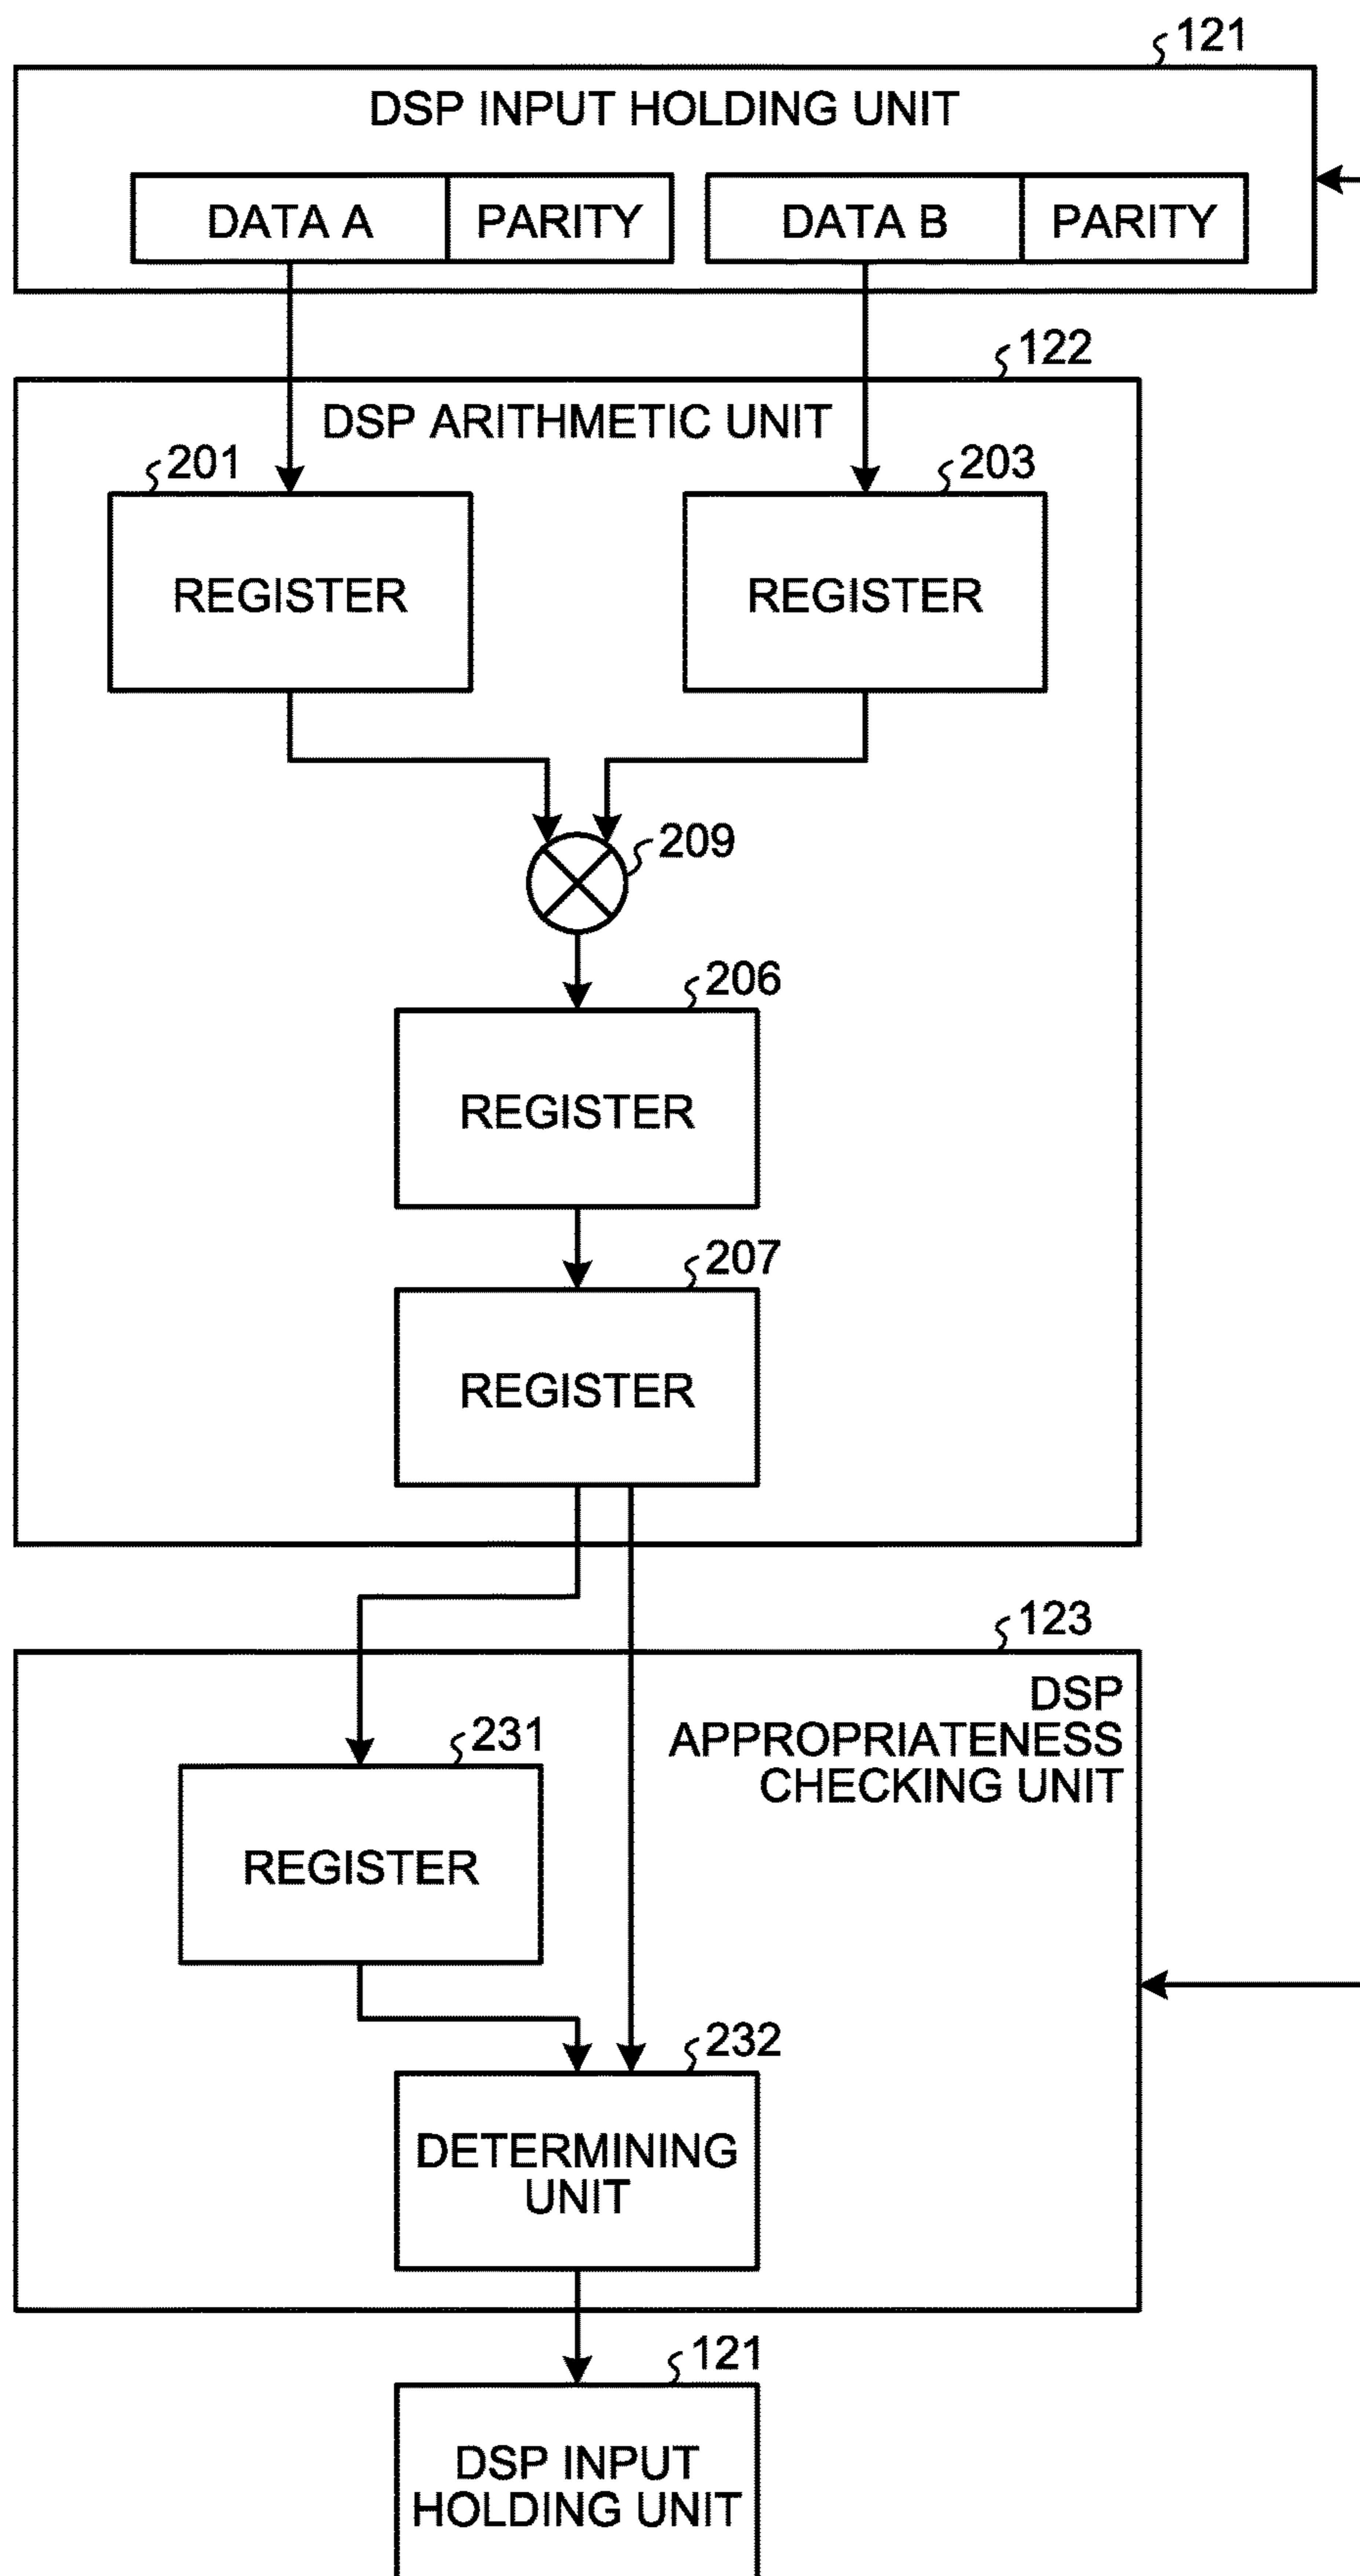 121
DSP INPUT HOLDING UNIT
DATA A PARITY DATA B PARITY
122
DSP ARITHMETIC UNIT
201 203
REGISTER REGISTER
209
206
REGISTER
207
REGISTER
123
DSP
APPROPRIATENESS
CHECKING UNIT
231
REGISTER
232
DETERMINING
UNIT
121
DSP INPUT
HOLDING UNIT